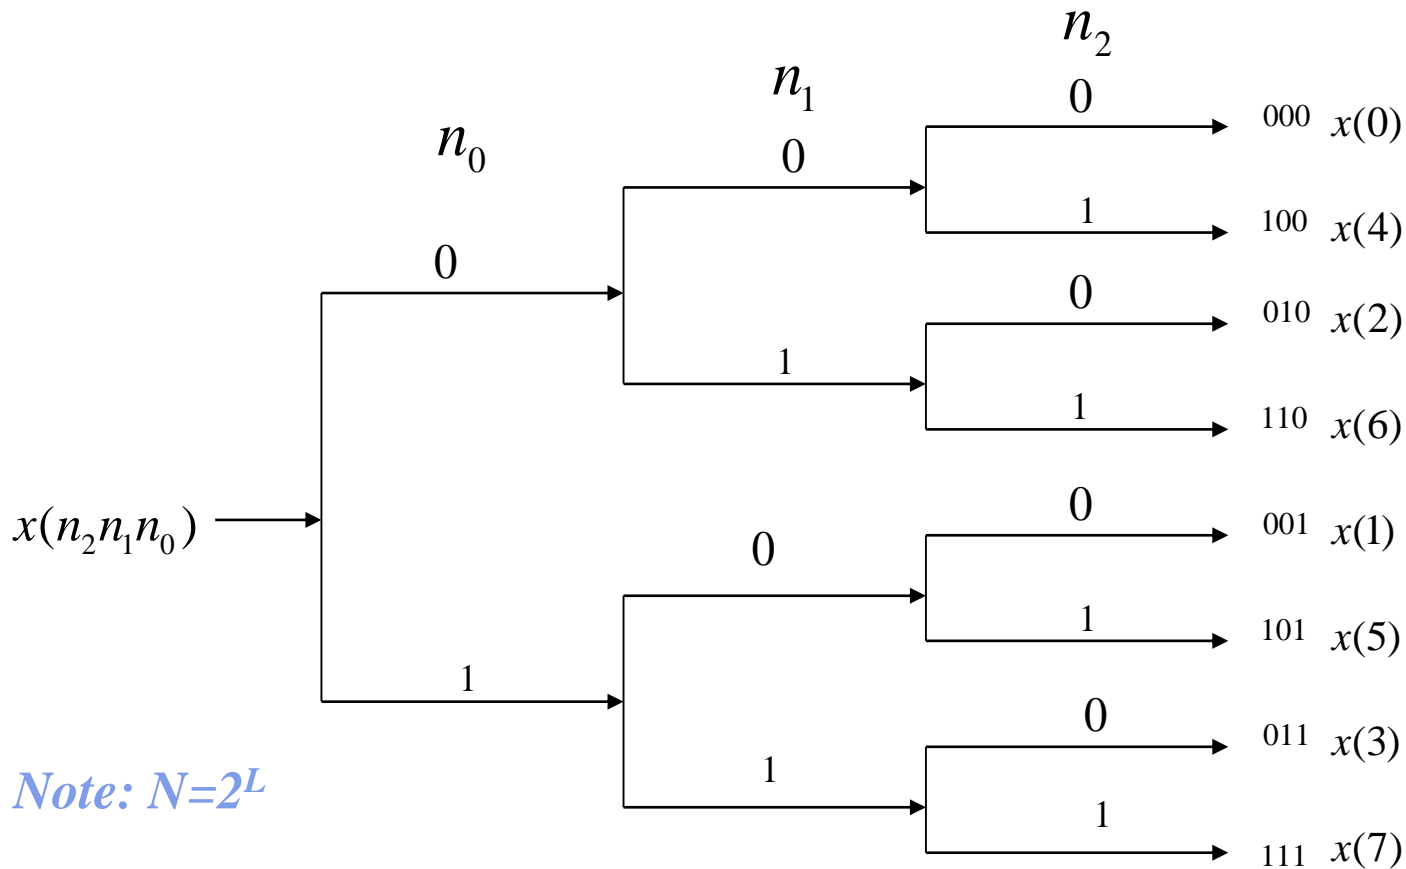 n₂
n₁
n₀
0
000 x(0)
0
1
100 x(4)
0
0
010 x(2)
1
1
110 x(6)
x(n₂n₁n₀)
0
0
001 x(1)
1
101 x(5)
1
0
011 x(3)
1
1
111 x(7)
Note: N=2ᴸ